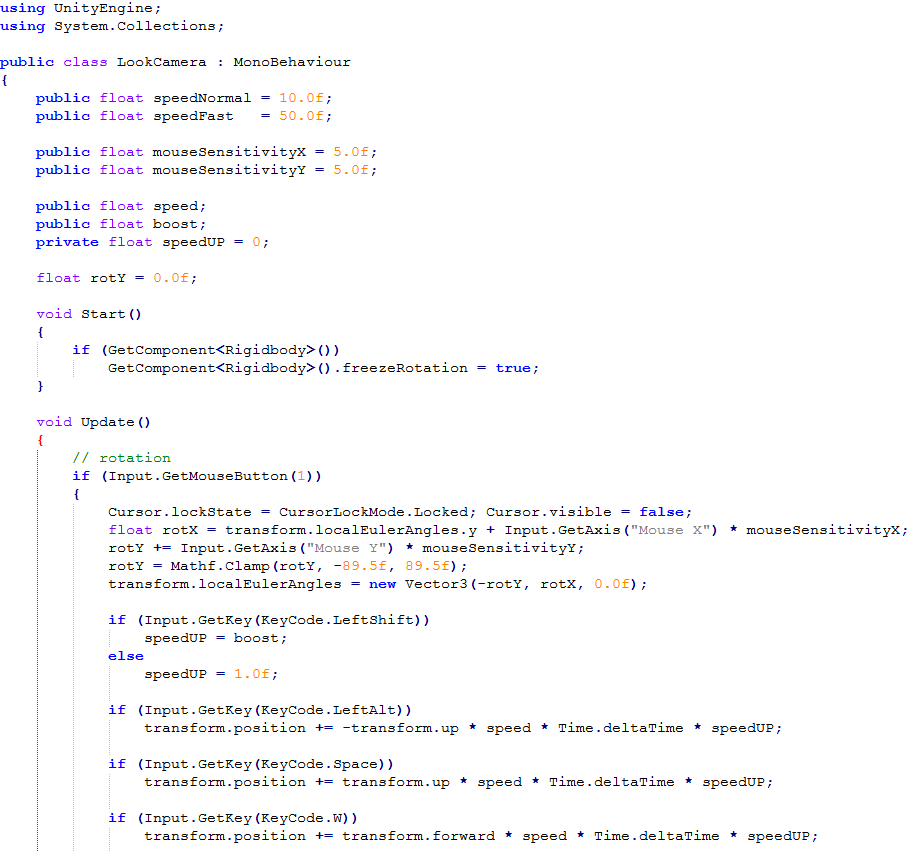 using UnityEngine;
using System.Collections;

public class LookCamera : MonoBehaviour
{
    public float speedNormal = 10.0f;
    public float speedFast   = 50.0f;

    public float mouseSensitivityX = 5.0f;
    public float mouseSensitivityY = 5.0f;

    public float speed;
    public float boost;
    private float speedUP = 0;

    float rotY = 0.0f;

    void Start()
    {
        if (GetComponent<Rigidbody>())
            GetComponent<Rigidbody>().freezeRotation = true;
    }

    void Update()
    {
        // rotation
        if (Input.GetMouseButton(1))
        {
            Cursor.lockState = CursorLockMode.Locked; Cursor.visible = false;
            float rotX = transform.localEulerAngles.y + Input.GetAxis("Mouse X") * mouseSensitivityX;
            rotY += Input.GetAxis("Mouse Y") * mouseSensitivityY;
            rotY = Mathf.Clamp(rotY, -89.5f, 89.5f);
            transform.localEulerAngles = new Vector3(-rotY, rotX, 0.0f);

            if (Input.GetKey(KeyCode.LeftShift))
                speedUP = boost;
            else
                speedUP = 1.0f;

            if (Input.GetKey(KeyCode.LeftAlt))
                transform.position += -transform.up * speed * Time.deltaTime * speedUP;

            if (Input.GetKey(KeyCode.Space))
                transform.position += transform.up * speed * Time.deltaTime * speedUP;

            if (Input.GetKey(KeyCode.W))
                transform.position += transform.forward * speed * Time.deltaTime * speedUP;